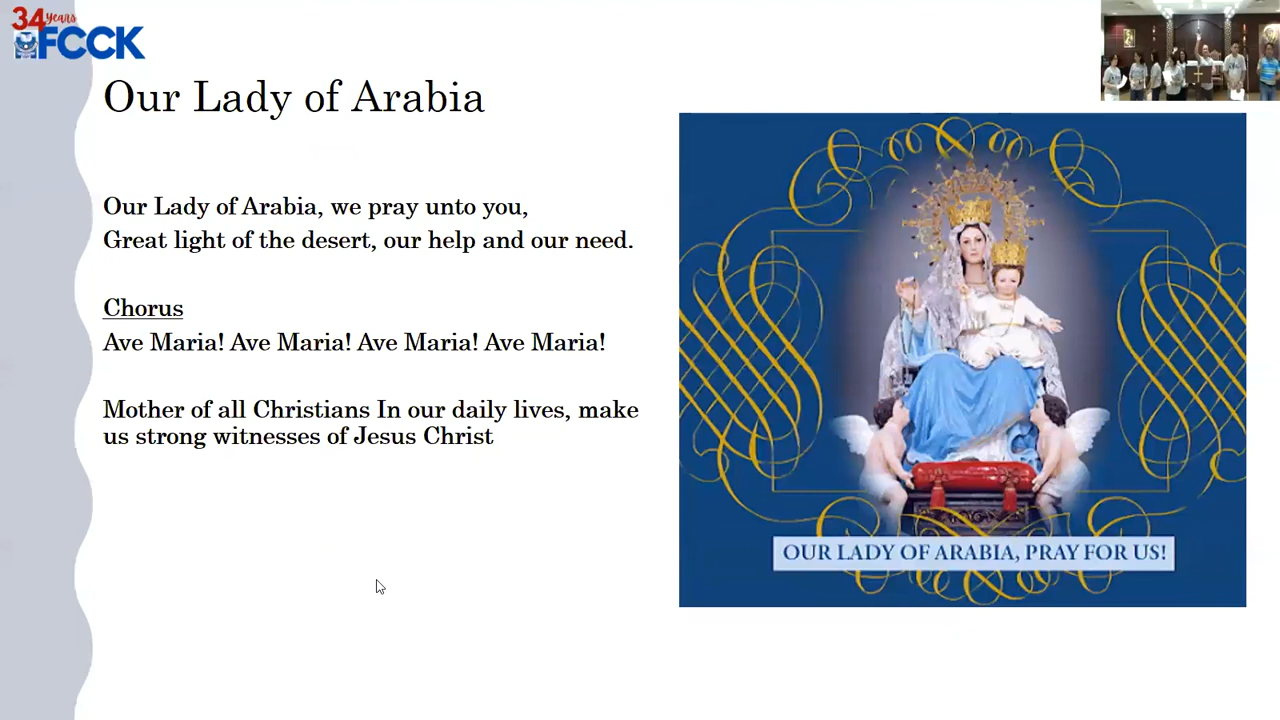 34 years
FCCK
Our Lady of Arabia
Our Lady of Arabia, we pray unto you,
Great light of the desert, our help and our need.
Chorus
Ave Maria! Ave Maria! Ave Maria! Ave Maria!
Mother of all Christians In our daily lives, make
us strong witnesses of Jesus Christ
OUR LADY OF ARABIA, PRAY FOR US!